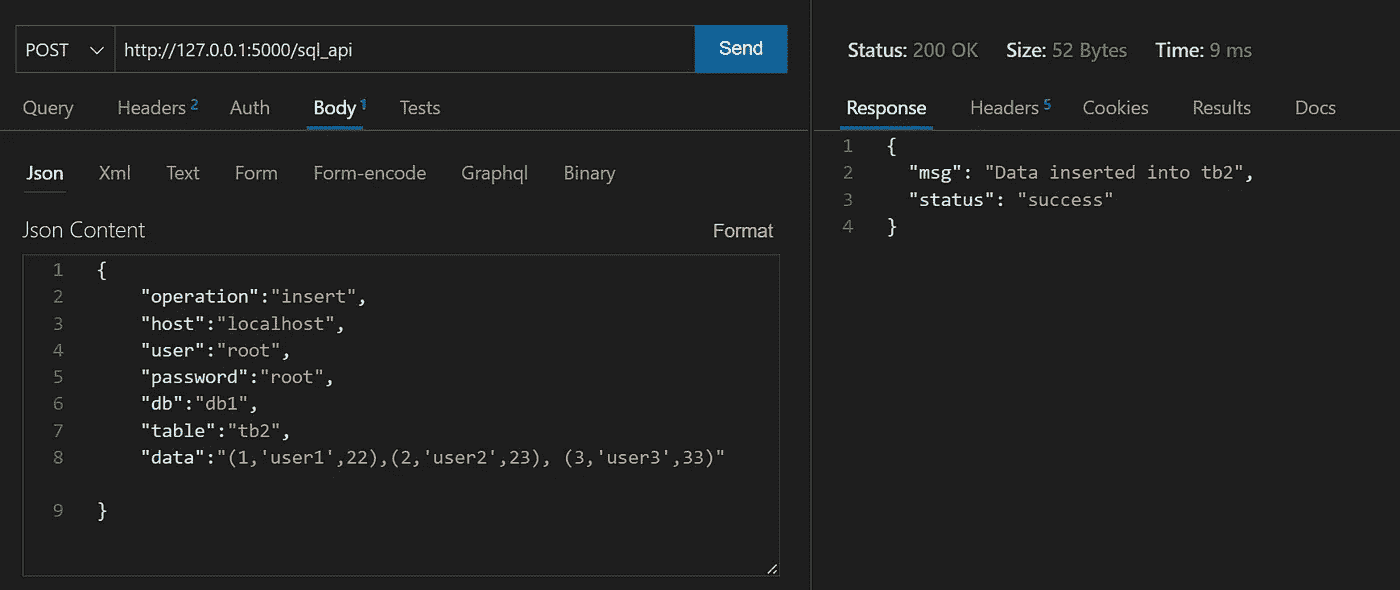 POST http://127.0.0.1:5000/sql_api Send
Query Headers 2 Auth Body 1 Tests
Json Xml Text Form Form-encode Graphql Binary
Json Content Format
1 {
2 "operation":"insert",
3 "host":"localhost",
4 "user":"root",
5 "password":"root",
6 "db":"db1",
7 "table":"tb2",
8 "data":"(1,'user1',22),(2,'user2',23), (3,'user3',33)"
9 }
Status: 200 OK Size: 52 Bytes Time: 9 ms
Response Headers 5 Cookies Results Docs
1 {
2 "msg": "Data inserted into tb2",
3 "status": "success"
4 }